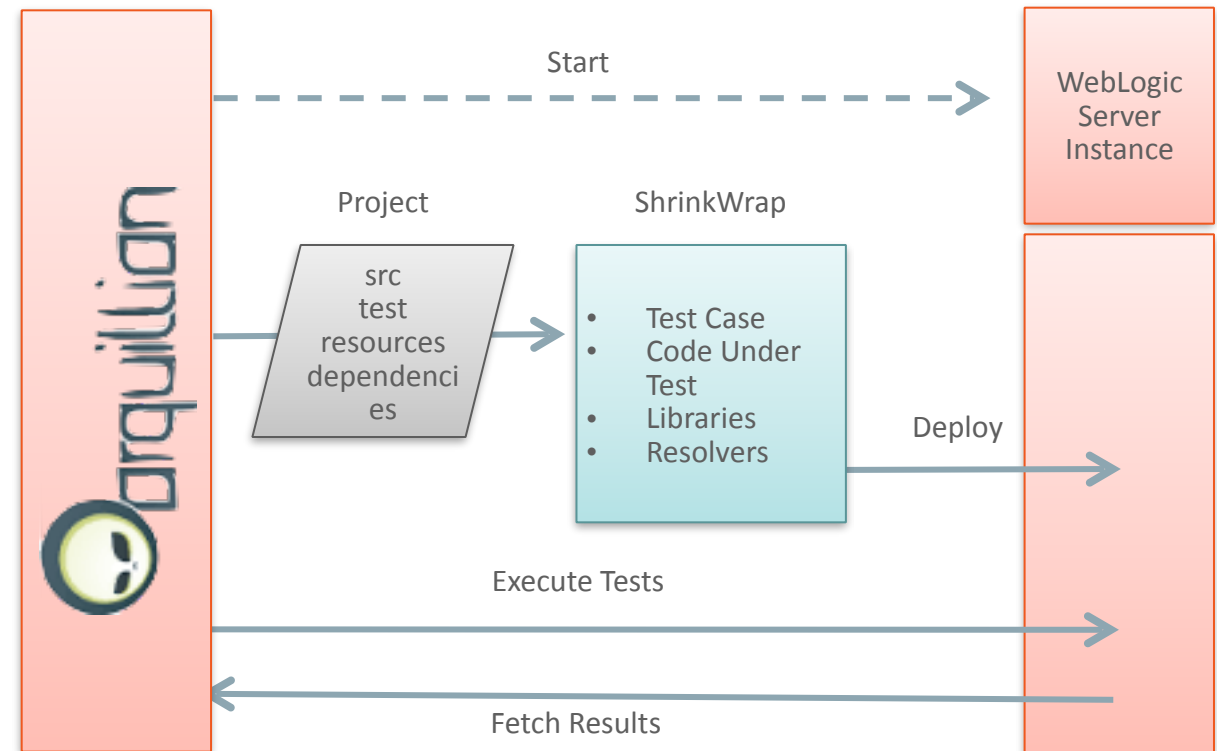 Start
WebLogic
Server
Instance
arquillian
Project
ShrinkWrap
src
test
resources
dependenci
es
• Test Case
• Code Under
Test
• Libraries
• Resolvers
Deploy
Execute Tests
Fetch Results